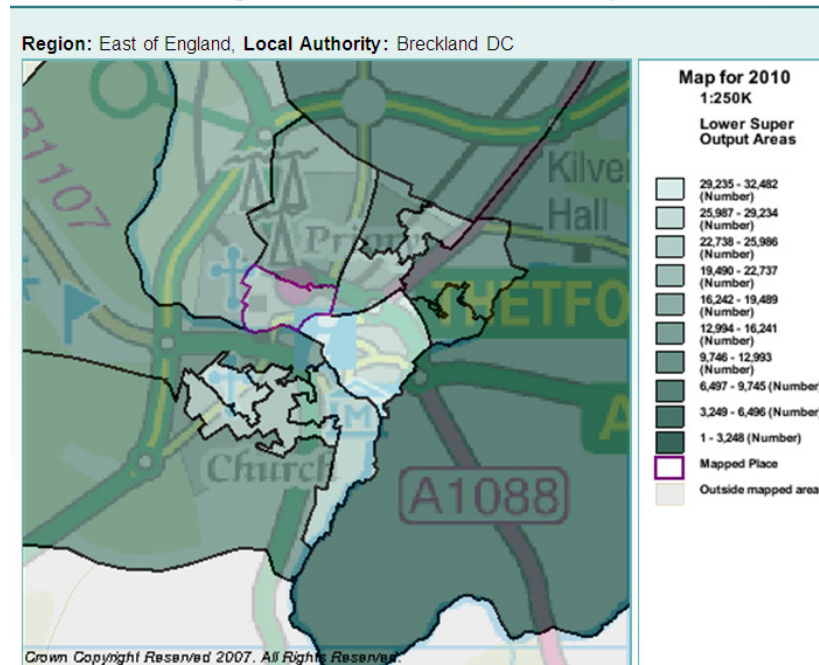 Region: East of England, Local Authority: Breckland DC
Map for 2010
1:250K
Lower Super
Output Areas
29,235 - 32,482
(Number)
25,987 - 29,234
(Number)
22,738 - 25,986
(Number)
19,490 - 22,737
(Number)
16,242 - 19,489
(Number)
12,994 - 16,241
(Number)
9,746 - 12,993
(Number)
6,497 - 9,745 (Number)
3,249 - 6,496 (Number)
1 - 3,248 (Number)
Mapped Place
Outside mapped area
B1107
Kilve
Hall
Priory
THETFO
M
A
Church
A1088
Crown Copyright Reserved 2007. All Rights Reserved.